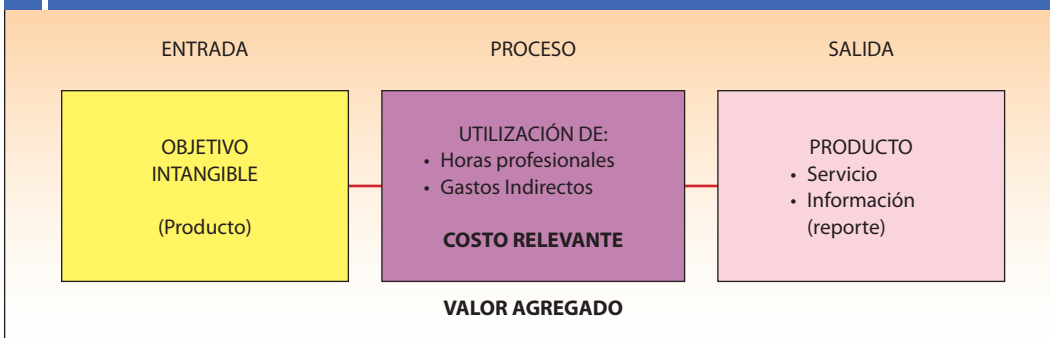 ENTRADA
PROCESO
SALIDA
OBJETIVO
INTANGIBLE
(Producto)
UTILIZACIÓN DE:
• Horas profesionales
• Gastos Indirectos
COSTO RELEVANTE
PRODUCTO
• Servicio
• Información
(reporte)
VALOR AGREGADO